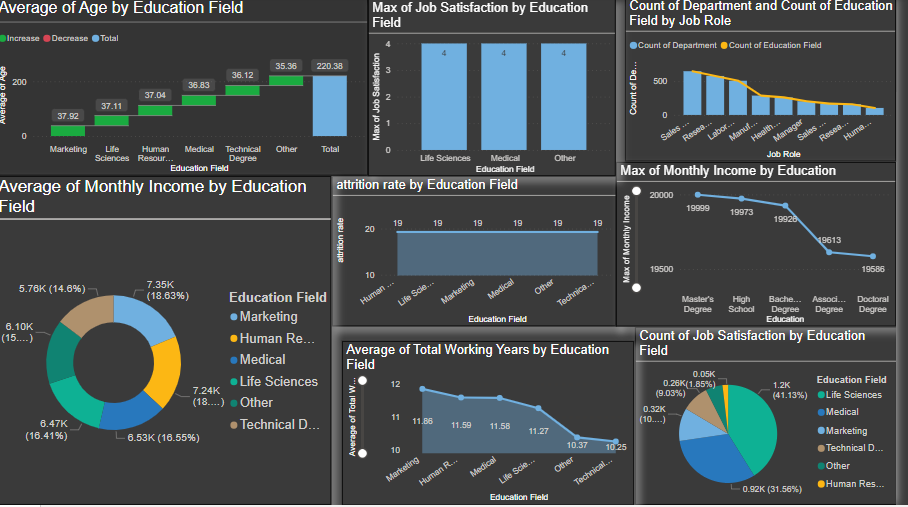 Average of Age by Education Field
Increase Decrease Total
Average of Age
200
0
37.92
37.11
37.04
36.83
36.12
35.36
220.38
Marketing
Life
Sciences
Human
Resour...
Medical
Technical
Degree
Other
Total
Education Field
Max of Job Satisfaction by Education
Field
Max of Job Satisfaction
4
3
2
1
0
4
4
4
Life Sciences
Medical
Other
Education Field
Count of Department and Count of Education
Field by Job Role
Count of Department Count of Education Field
Count of De...
500
0
Sales ...
Resea...
Labor...
Manuf...
Health...
Manager
Sales ...
Resea...
Huma...
Job Role
Average of Monthly Income by Education
Field
7.35K
(18.63%)
7.24K
(18....)
6.53K (16.55%)
6.47K
(16.41%)
6.10K
(15....)
5.76K (14.6%)
Education Field
Marketing
Human Re...
Medical
Life Sciences
Other
Technical D...
attrition rate by Education Field
attrition rate
20
10
19
19
19
19
19
19
Human ...
Life Scie...
Marketing
Medical
Other
Technica...
Education Field
Max of Monthly Income by Education
Max of Monthly Income
20000
19500
19999
19973
19926
19613
19586
Master's
Degree
High
School
Bache...
Degree
Associ...
Degree
Doctoral
Degree
Education
Average of Total Working Years by Education
Field
Average of Total W...
12
11
10
11.86
11.59
11.58
11.27
10.37
10.25
Marketing
Human R...
Medical
Life Scie...
Other
Technical...
Education Field
Count of Job Satisfaction by Education
Field
1.2K
(41.13%)
0.92K (31.56%)
0.32K
(10....)
0.26K
(9.03%)
0.05K
(1.85%)
Education Field
Life Sciences
Medical
Marketing
Technical D...
Other
Human Res...